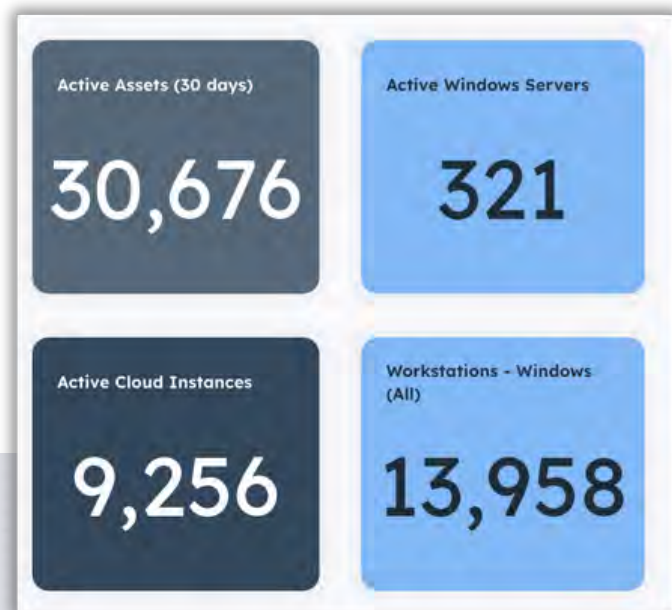 Active Assets (30 days)
30,676
Active Windows Servers
321
Active Cloud Instances
9,256
Workstations - Windows
(All)
13,958